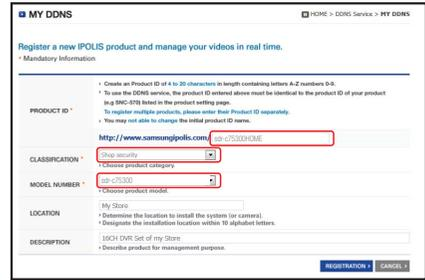 MY DDNS
HOME > DDNS Service > MY DDNS
Register a new IPOLIS product and manage your videos in real time.
* Mandatory Information
PRODUCT ID *
› Create an Product ID of 4 to 20 characters in length containing letters A-Z numbers 0-9.
› To use the DDNS service, the product ID entered above must be identical to the product ID of your product
(e.g SNC-570) listed in the product setting page.
To register multiple products, please enter their Product ID separately.
› You may not able to change the initial product ID name.
http://www.samsungipolis.com/ sdr-c75300HOME
CLASSIFICATION *
Shop security
› Choose product category.
MODEL NUMBER *
sdr-c75300
› Choose product model.
LOCATION
My Store
› Determine the location to install the system (or camera).
› Designate the installation location within 10 alphabet letters.
DESCRIPTION
16CH DVR Set of my Store
› Describe product for management purpose.
REGISTRATION › CANCEL ›